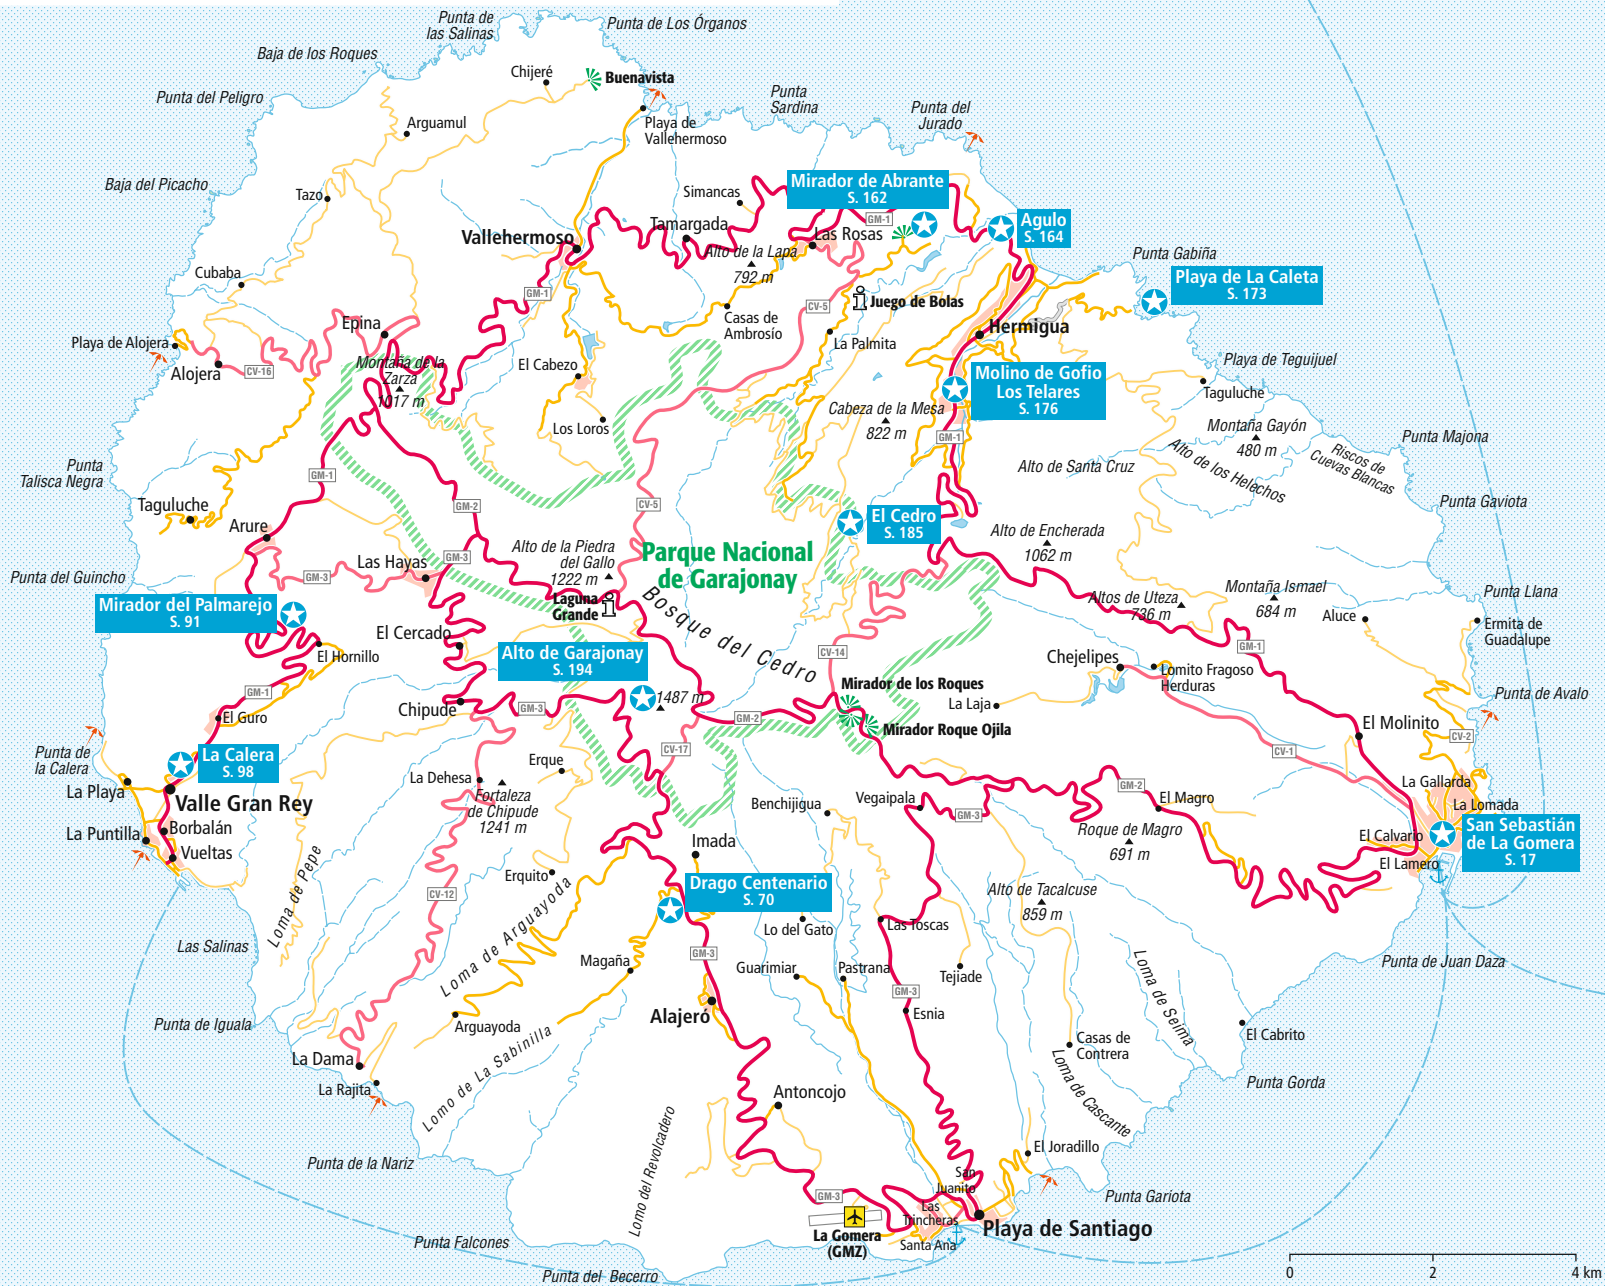 Punta de
las Salinas
Punta de Los Órganos
Baja de los Roques
Chijeré
Buenavista
Punta del Peligro
Punta
Sardina
Punta del
Jurado
Arguamul
Playa de
Vallehermoso
Baja del Picacho
Tazo
Simancas
Mirador de Abrante
S. 162
GM-1
Agulo
S. 164
Vallehermoso
Tamargada
Las Rosas
Alto de la Lapa
792 m
Punta Gabiña
Playa de La Caleta
S. 173
Cubaba
GM-1
CV-5
Juego de Bolas
Casas de
Ambrosío
Epina
Hermigua
Playa de Alojera
La Palmita
Alojera
CV-16
Montaña de la
Zarza
1017 m
El Cabezo
Molino de Gofio
Los Telares
S. 176
Playa de Teguijuel
Taguluche
Cabeza de la Mesa
822 m
Los Loros
Montaña Gayón
480 m
Punta Majona
GM-1
Alto de Santa Cruz
Alto de los Helechos
Riscos de
Cuevas Blancas
Punta
Talisca Negra
GM-1
Punta Gaviota
Taguluche
GM-2
CV-5
Arure
El Cedro
S. 185
Alto de Encherada
1062 m
Alto de la Piedra
del Gallo
1222 m
Parque Nacional
de Garajonay
Las Hayas
GM-3
GM-3
Punta del Guincho
Mirador del Palmarejo
S. 91
Laguna
Grande
Bosque del Cedro
Altos de Uteza
736 m
Montaña Ismael
684 m
Punta Llana
Aluce
Ermita de
Guadalupe
El Cercado
El Hornillo
Alto de Garajonay
S. 194
CV-14
GM-1
Chejelipes
Lomito Fragoso
Herduras
GM-1
Chipude
GM-3
1487 m
Mirador de los Roques
La Laja
Punta de Avalo
El Guro
GM-2
Mirador Roque Ojila
El Molinito
CV-2
CV-17
CV-1
Punta de
la Calera
La Calera
S. 98
Erque
La Dehesa
La Playa
Valle Gran Rey
Fortaleza
de Chipude
1241 m
Benchijigua
Vegaipala
GM-3
GM-2
El Magro
La Gallarda
La Lomada
La Puntilla
Borbalán
Vueltas
Roque de Magro
691 m
El Calvario
San Sebastián
de La Gomera
S. 17
El Lamero
Imada
Loma de Pepe
Erquito
CV-12
Drago Centenario
S. 70
Alto de Tacalcuse
859 m
Loma de Arguayoda
Lo del Gato
Las Toscas
Las Salinas
Magaña
GM-3
Guarimiar
Pastrana
Tejiade
Loma de Seima
Punta de Juan Daza
GM-3
Punta de Iguala
Arguayoda
Alajeró
Esnia
Lomo de La Sabinilla
Casas de
Contrera
El Cabrito
La Dama
La Rajita
Loma de Cascante
Punta Gorda
Antoncojo
Lomo del Revolcadero
Punta de la Nariz
El Joradillo
San
Juanito
GM-3
Las
Trincheras
Punta Gariota
Playa de Santiago
La Gomera
(GMZ)
Santa Ana
Punta Falcones
Punta del Becerro
0
2
4 km